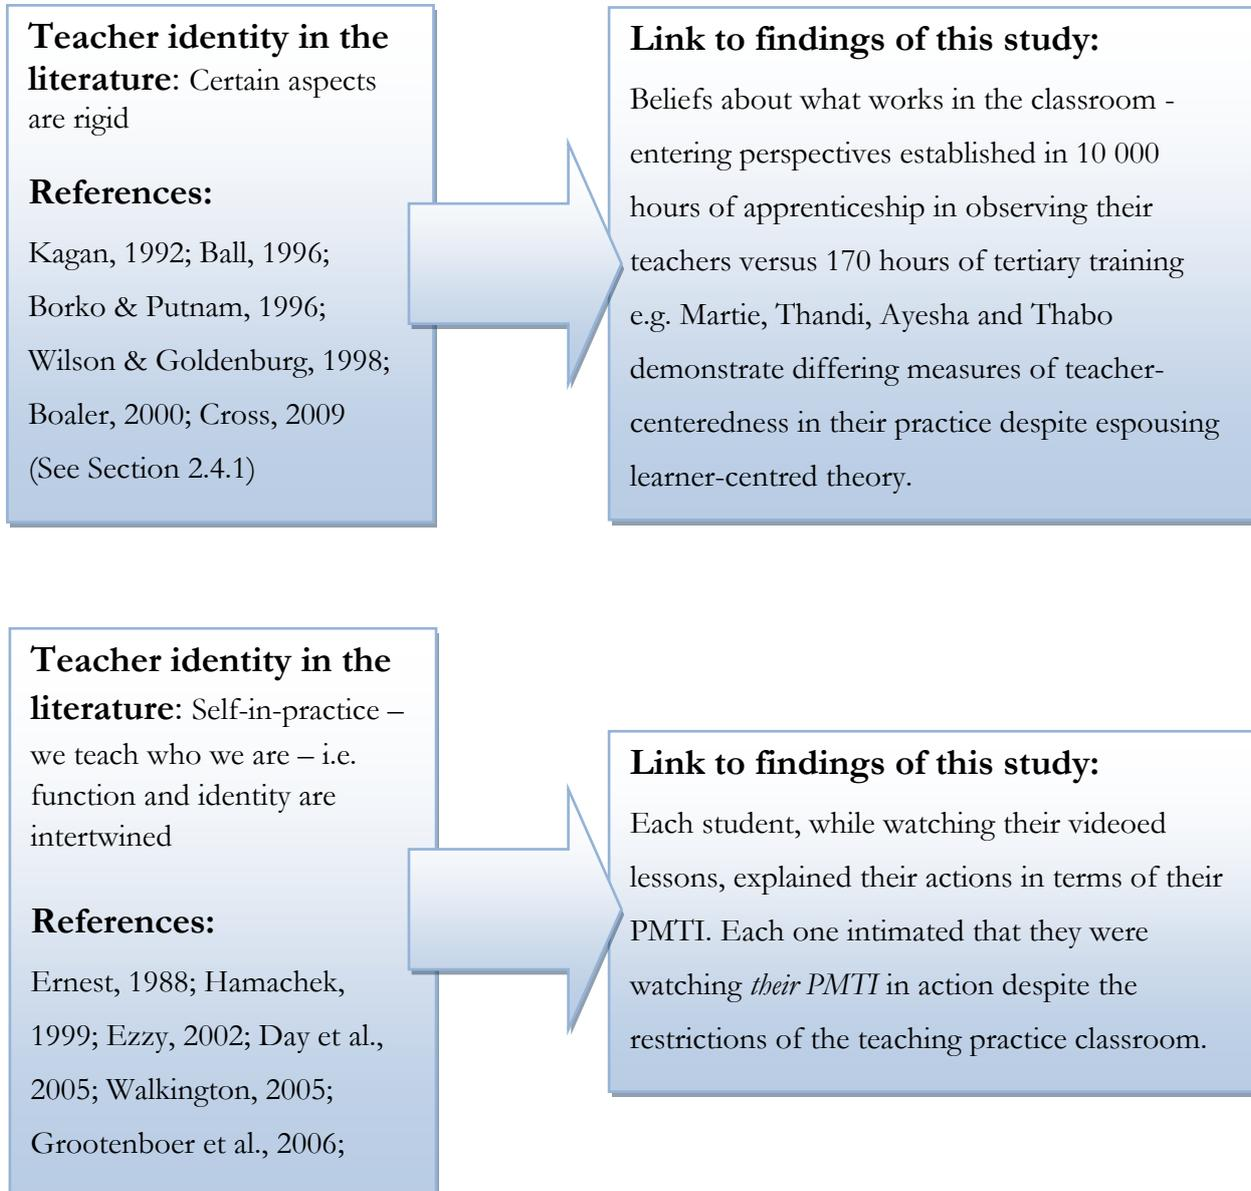 Teacher identity in the
literature: Certain aspects
are rigid
References:
Kagan, 1992; Ball, 1996;
Borko & Putnam, 1996;
Wilson & Goldenburg, 1998;
Boaler, 2000; Cross, 2009
(See Section 2.4.1)
Link to findings of this study:
Beliefs about what works in the classroom -
entering perspectives established in 10 000
hours of apprenticeship in observing their
teachers versus 170 hours of tertiary training
e.g. Martie, Thandi, Ayesha and Thabo
demonstrate differing measures of teacher-
centeredness in their practice despite espousing
learner-centred theory.
Teacher identity in the
literature: Self-in-practice –
we teach who we are – i.e.
function and identity are
intertwined
References:
Ernest, 1988; Hamachek,
1999; Ezzy, 2002; Day et al.,
2005; Walkington, 2005;
Grootenboer et al., 2006;
Link to findings of this study:
Each student, while watching their videoed
lessons, explained their actions in terms of their
PMTI. Each one intimated that they were
watching their PMTI in action despite the
restrictions of the teaching practice classroom.